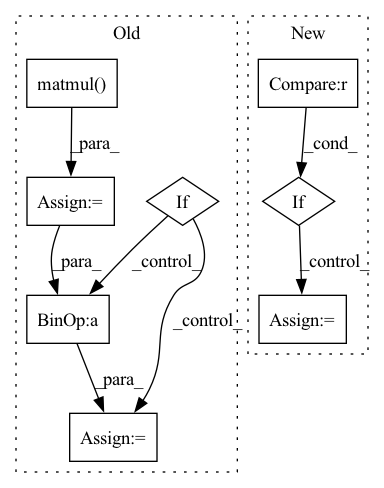 Old
New
matmul()
Compare:r
_para_
_cond_
Assign:=
If
If
_para_
_control_
_control_
_control_
BinOp:a
Assign:=
_para_
Assign:=